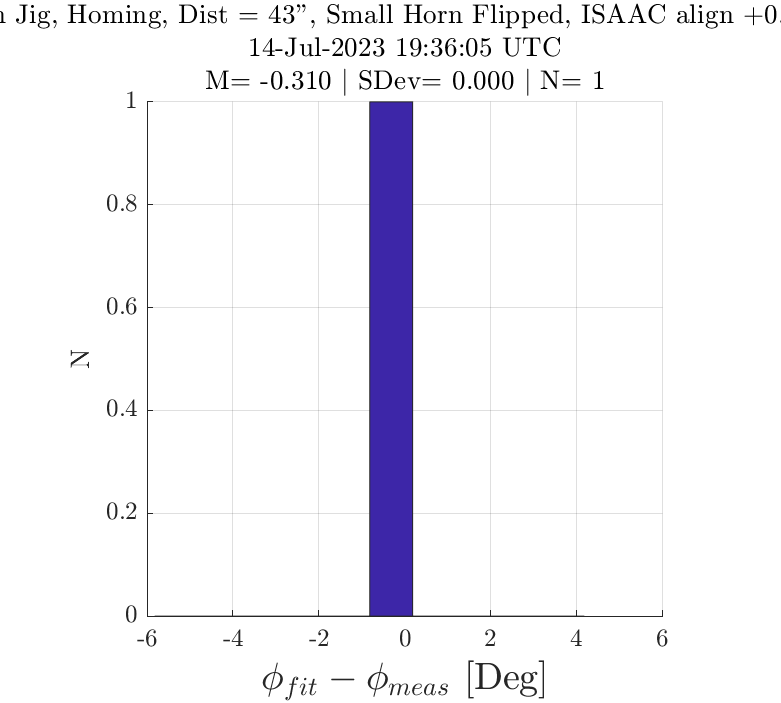 Jig, Homing, Dist = 43”, Small Horn Flipped, ISAAC align +0.
14-Jul-2023 19:36:05 UTC
M= -0.310 | SDev= 0.000 | N= 1
1
0.8
0.6
N
0.4
0.2
0
-6 -4 -2 0 2 4 6
ϕ_fit − ϕ_meas [Deg]